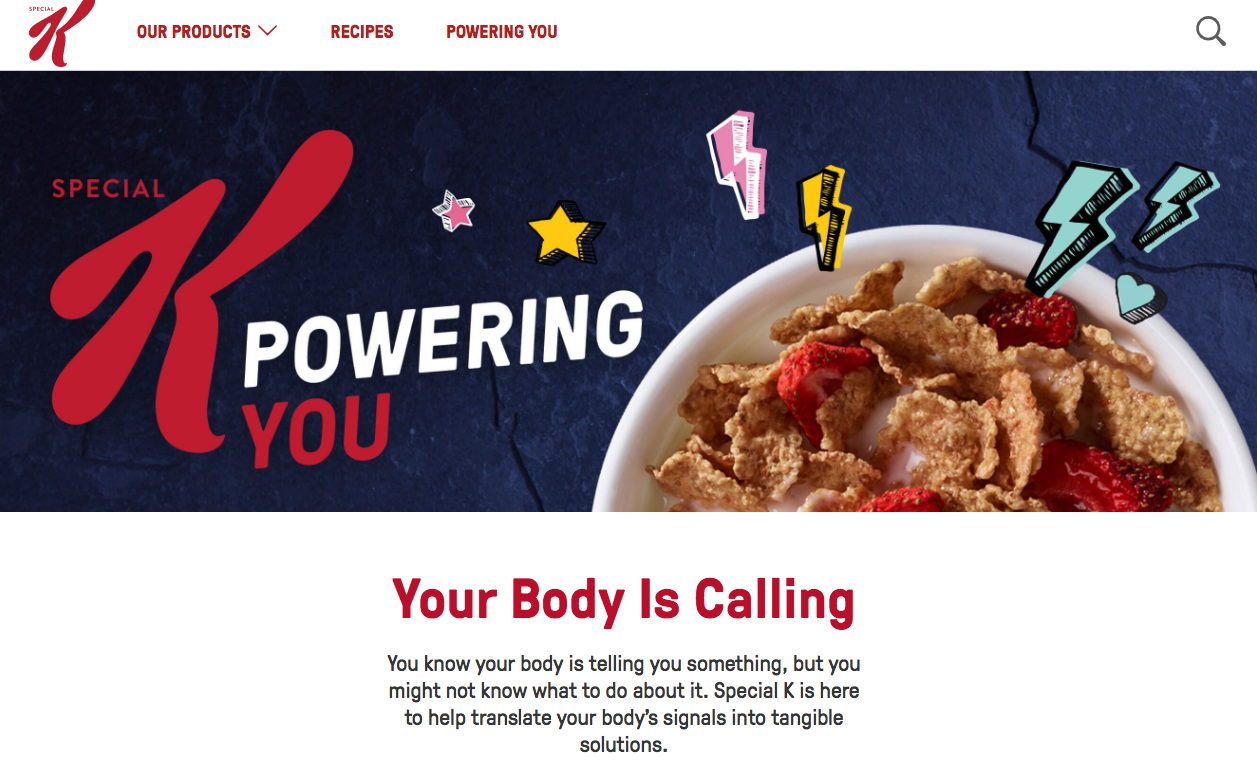 SPECIAL
K
OUR PRODUCTS
RECIPES
POWERING YOU
SPECIAL
K
POWERING
YOU
Your Body Is Calling
You know your body is telling you something, but you
might not know what to do about it. Special K is here
to help translate your body's signals into tangible
solutions.